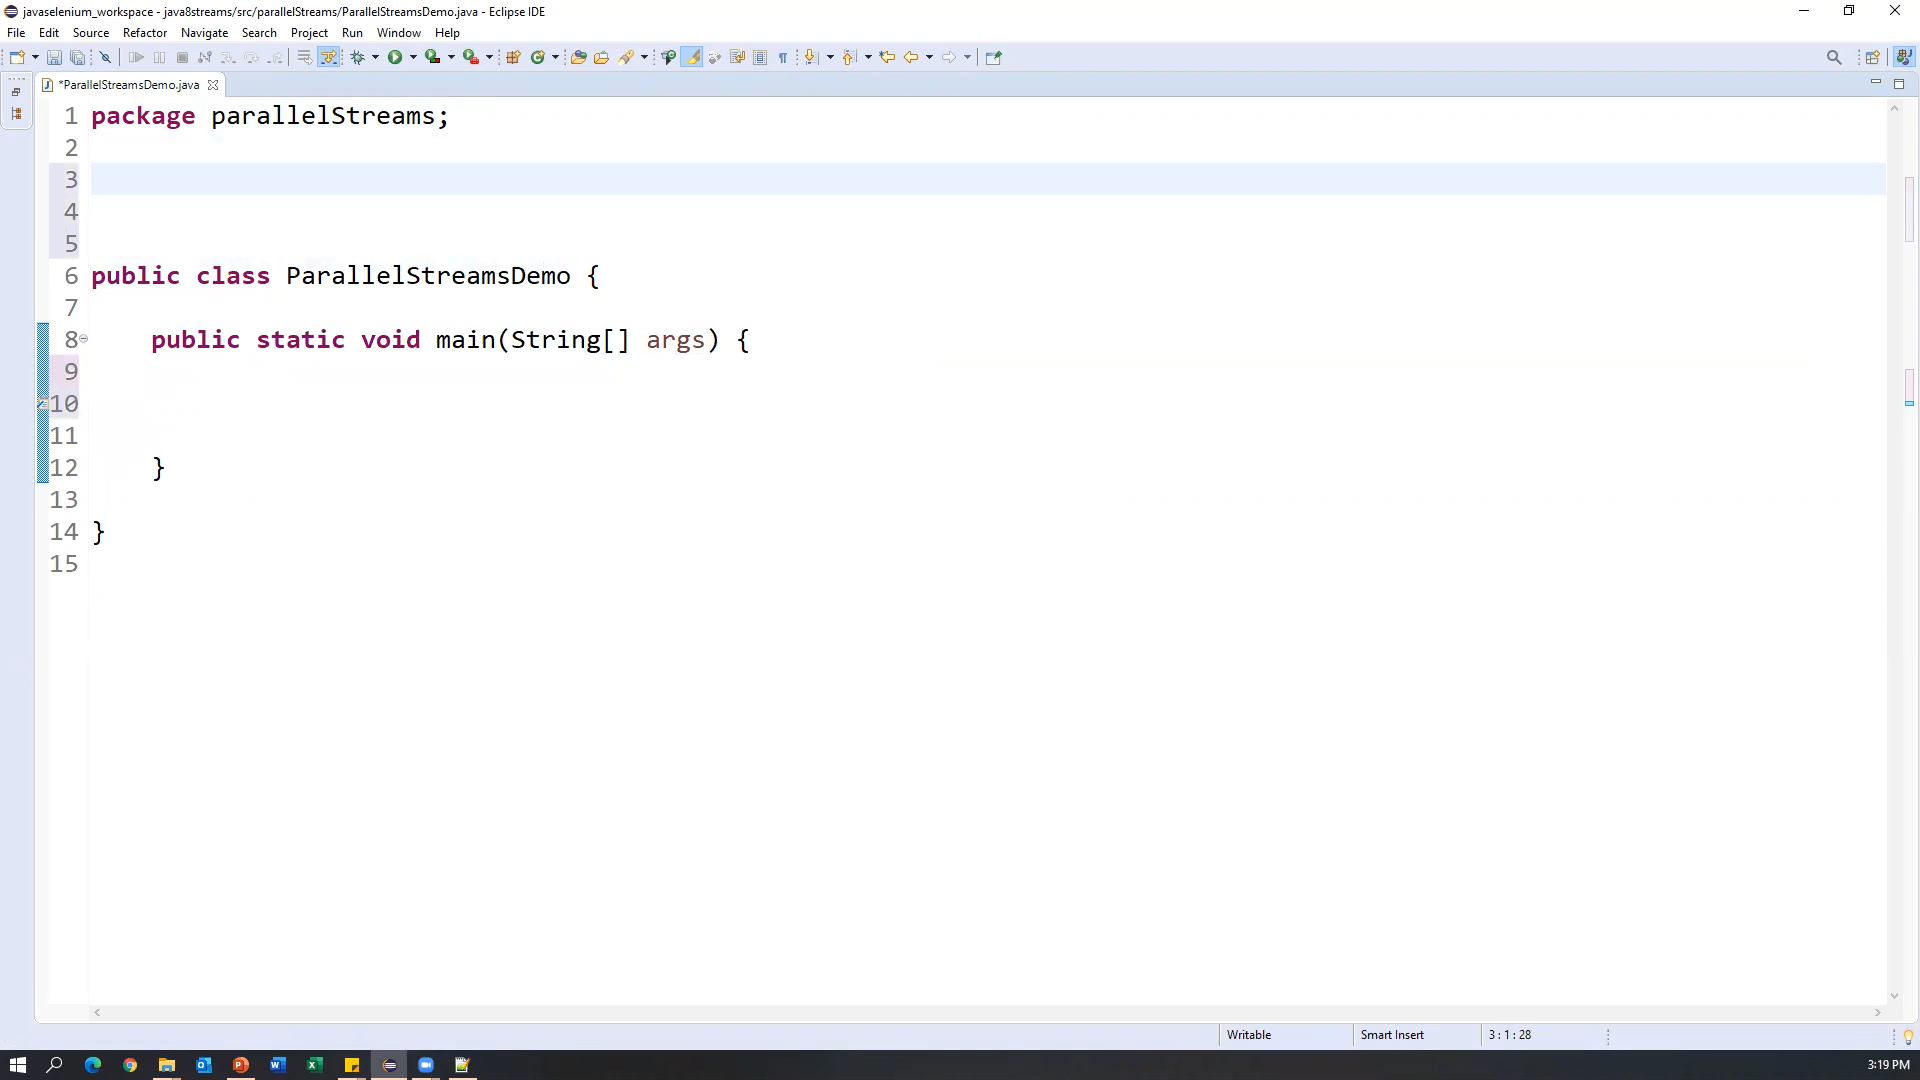 javaselenium_workspace - java8streams/src/parallelStreams/ParallelStreamsDemo.java - Eclipse IDE
File Edit Source Refactor Navigate Search Project Run Window Help
*ParallelStreamsDemo.java
1 package parallelStreams;
2
3
4
5
6 public class ParallelStreamsDemo {
7
8 public static void main(String[] args) {
9
10
11
12 }
13
14 }
15
Writable Smart Insert 3 : 1 : 28
3:19 PM